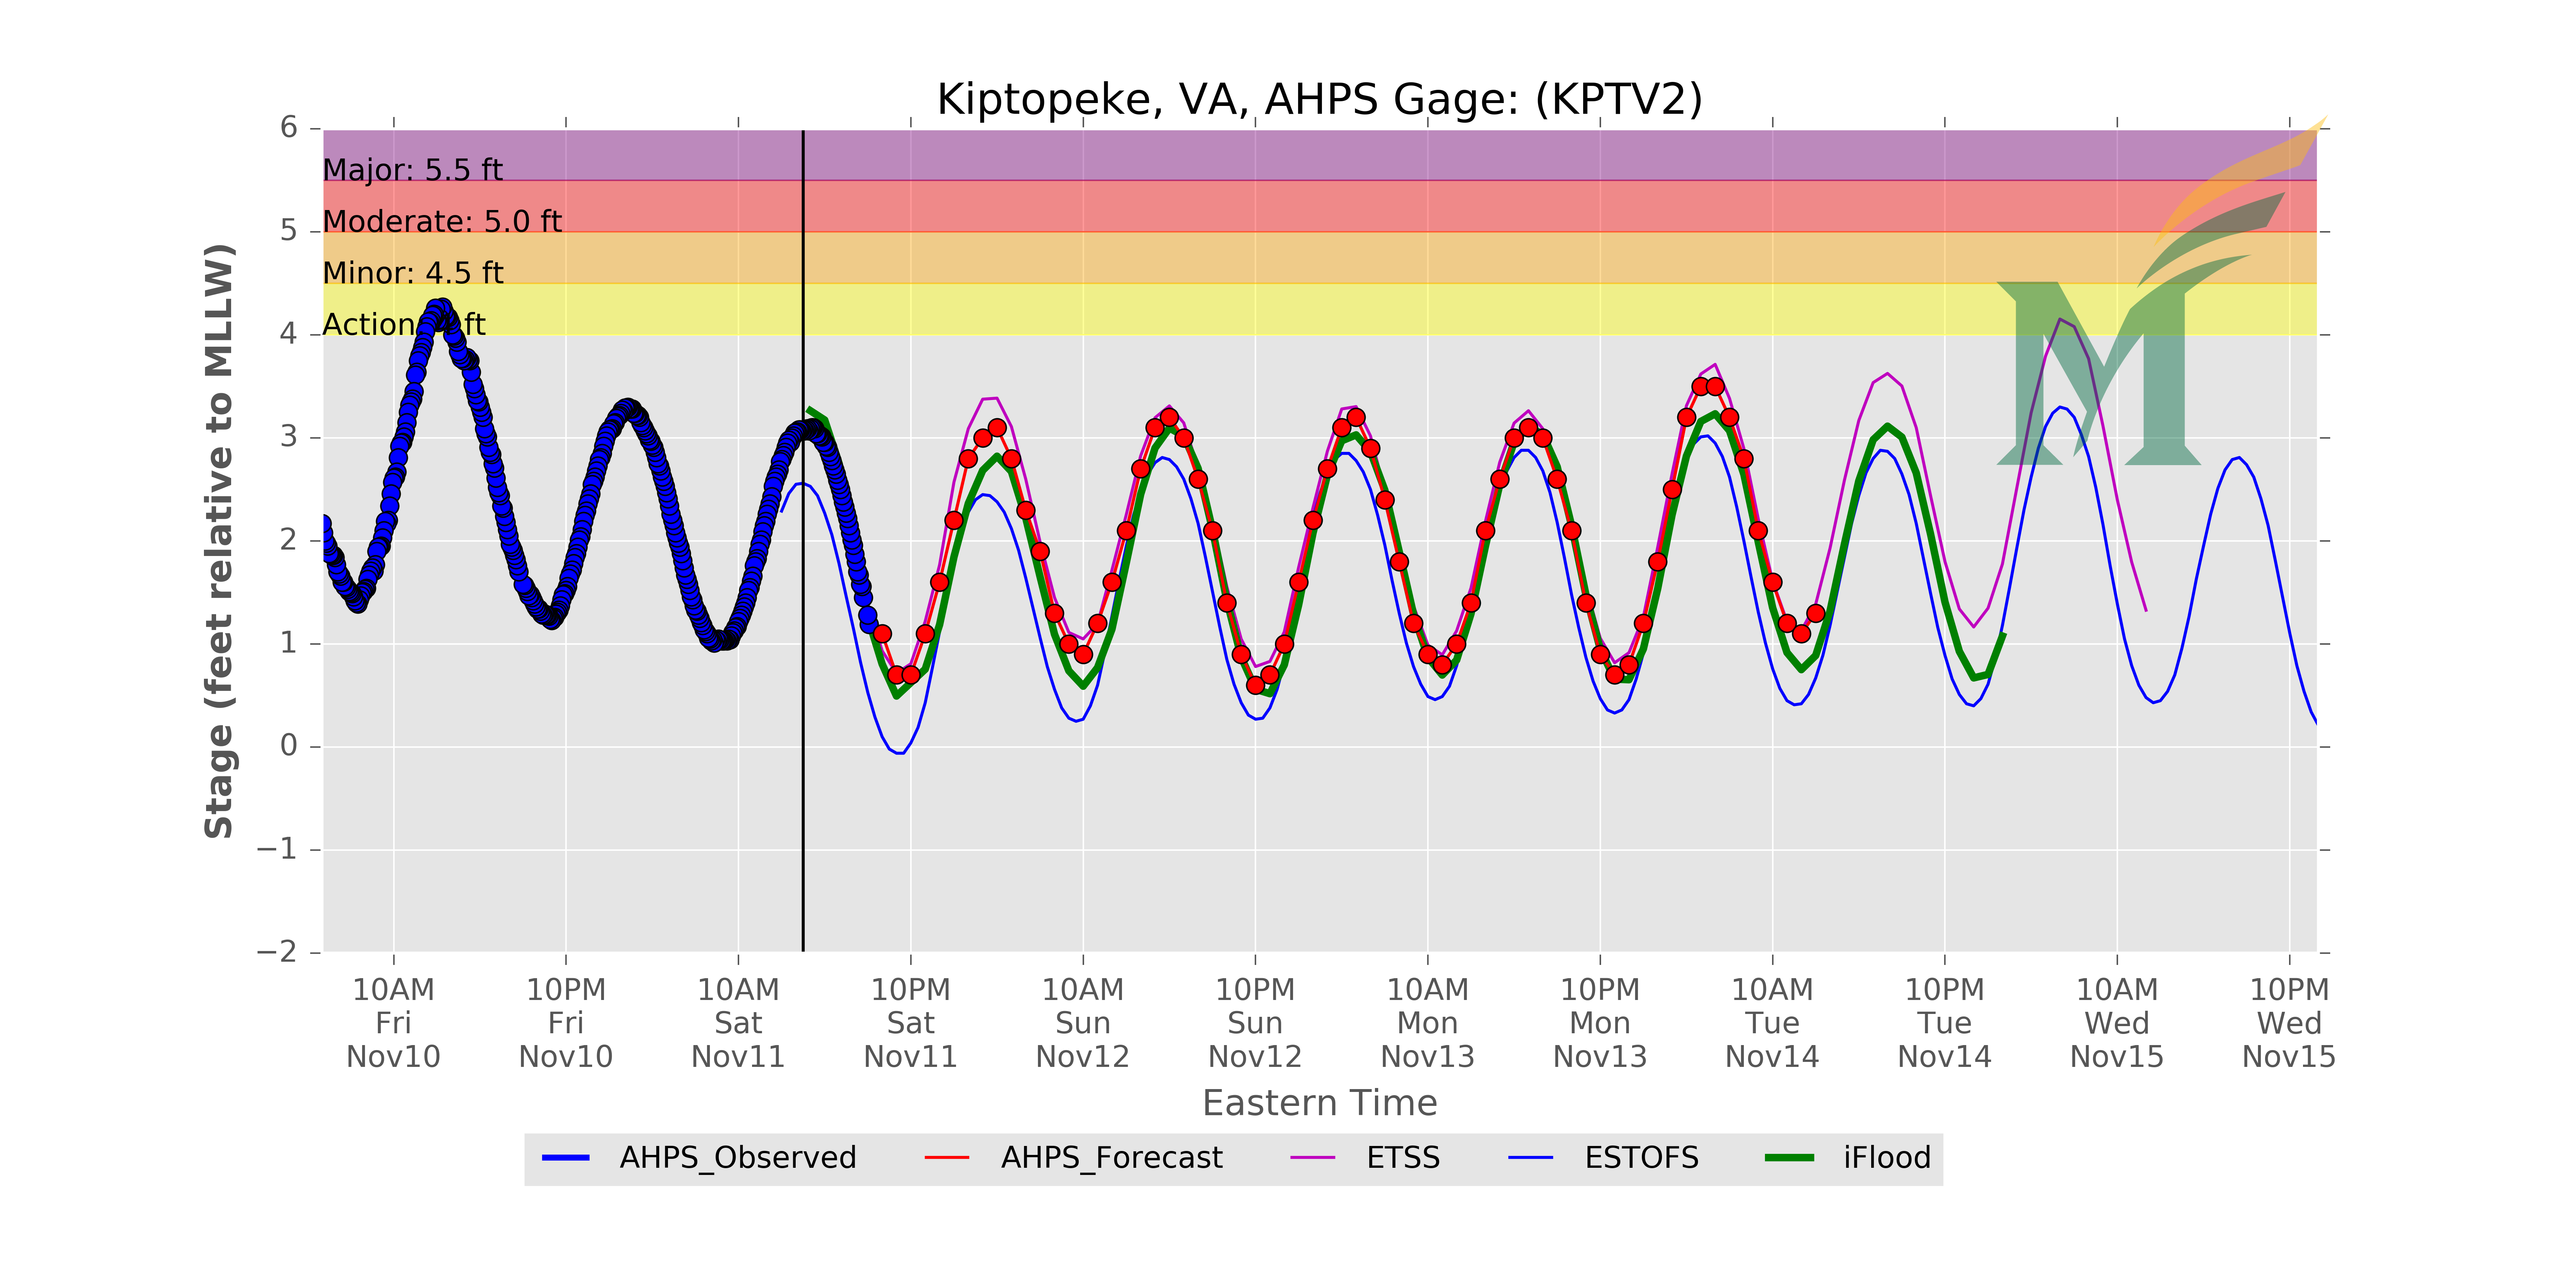 Kiptopeke, VA, AHPS Gage: (KPTV2)
6
5
4
3
2
1
0
−1
−2
Stage (feet relative to MLLW)
Major: 5.5 ft
Moderate: 5.0 ft
Minor: 4.5 ft
Action: 4 ft
10AM 10PM 10AM 10PM 10AM 10PM 10AM 10PM 10AM 10PM 10AM 10PM
Fri Fri Sat Sat Sun Sun Mon Mon Tue Tue Wed Wed
Nov10 Nov10 Nov11 Nov11 Nov12 Nov12 Nov13 Nov13 Nov14 Nov14 Nov15 Nov15
Eastern Time
AHPS_Observed AHPS_Forecast ETSS ESTOFS iFlood
M